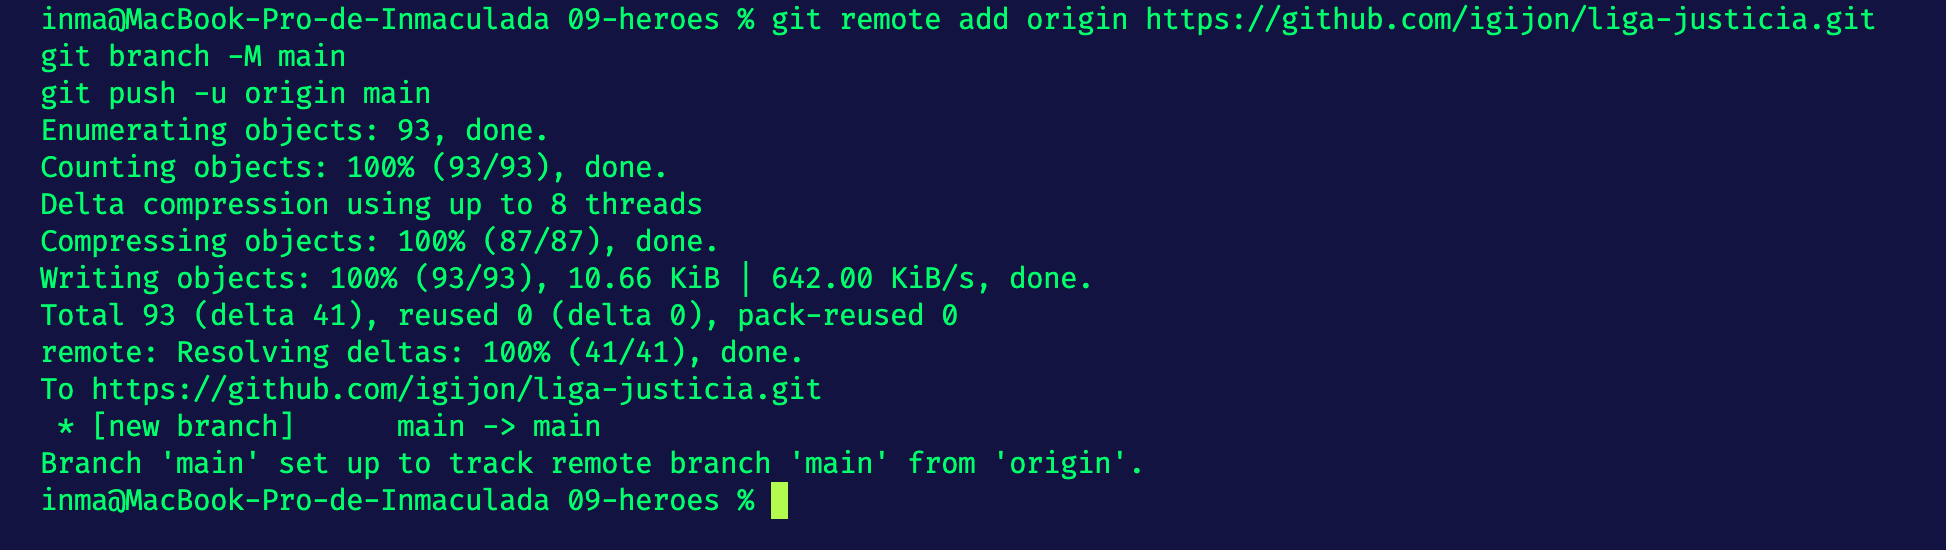 inma@MacBook-Pro-de-Inmaculada 09-heroes % git remote add origin https://github.com/igijon/liga-justicia.git
git branch -M main
git push -u origin main
Enumerating objects: 93, done.
Counting objects: 100% (93/93), done.
Delta compression using up to 8 threads
Compressing objects: 100% (87/87), done.
Writing objects: 100% (93/93), 10.66 KiB | 642.00 KiB/s, done.
Total 93 (delta 41), reused 0 (delta 0), pack-reused 0
remote: Resolving deltas: 100% (41/41), done.
To https://github.com/igijon/liga-justicia.git
 * [new branch]      main -> main
Branch 'main' set up to track remote branch 'main' from 'origin'.
inma@MacBook-Pro-de-Inmaculada 09-heroes %